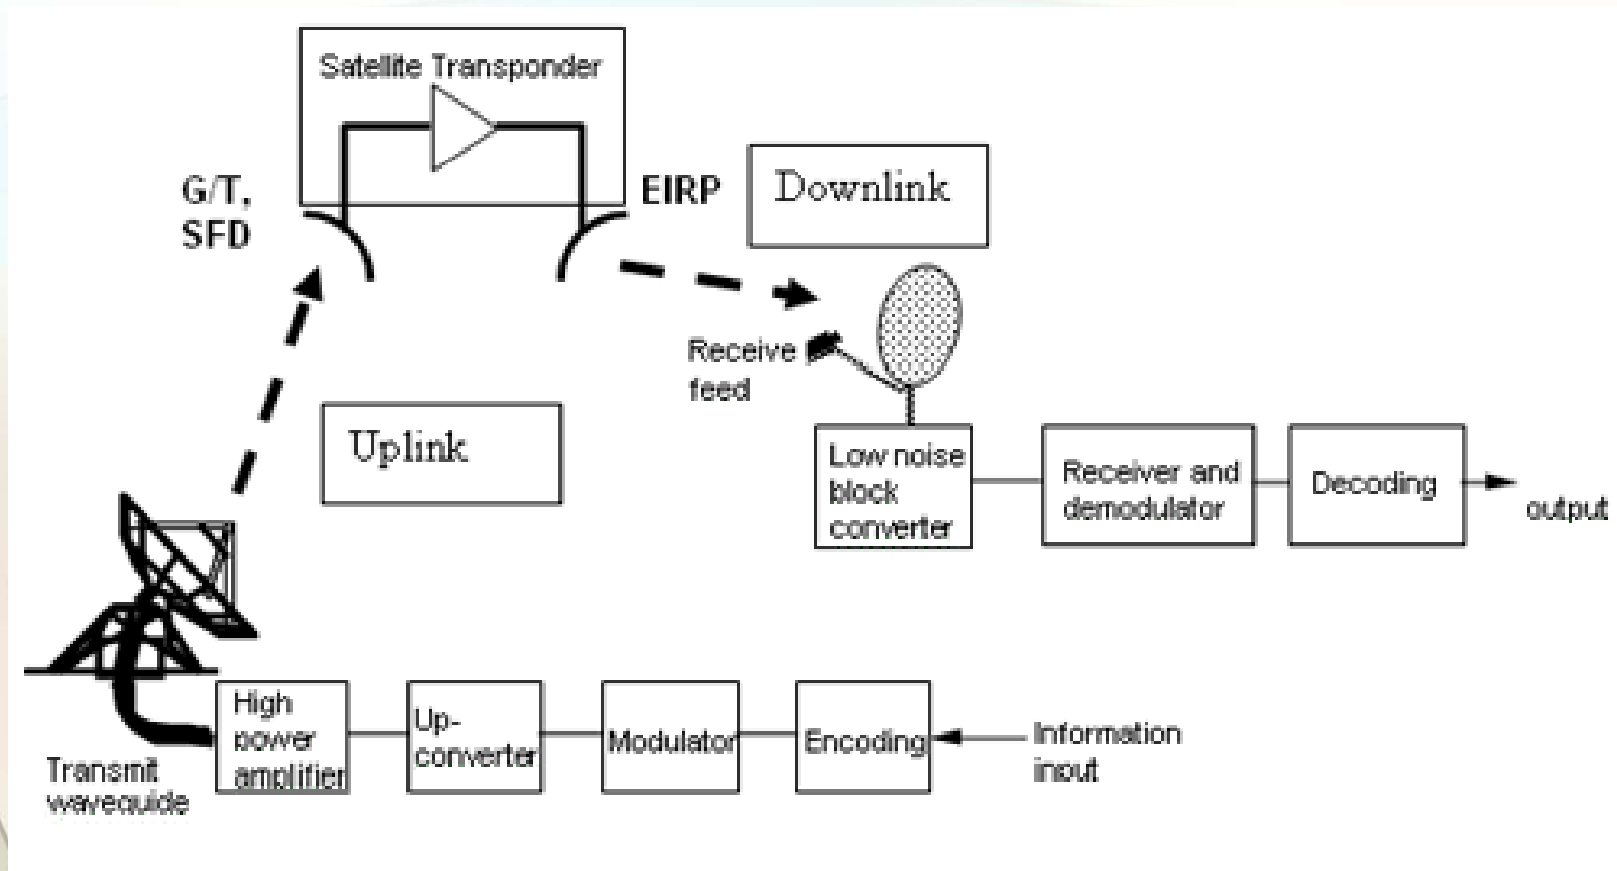 Satellite Transponder
G/T,
SFD
EIRP
Downlink
Receive
feed
Uplink
Low noise
block
converter
Receiver and
demodulator
Decoding
output
High
power
amplifier
Up-
converter
Modulator
Encoding
Information
input
Transmit
waveguide